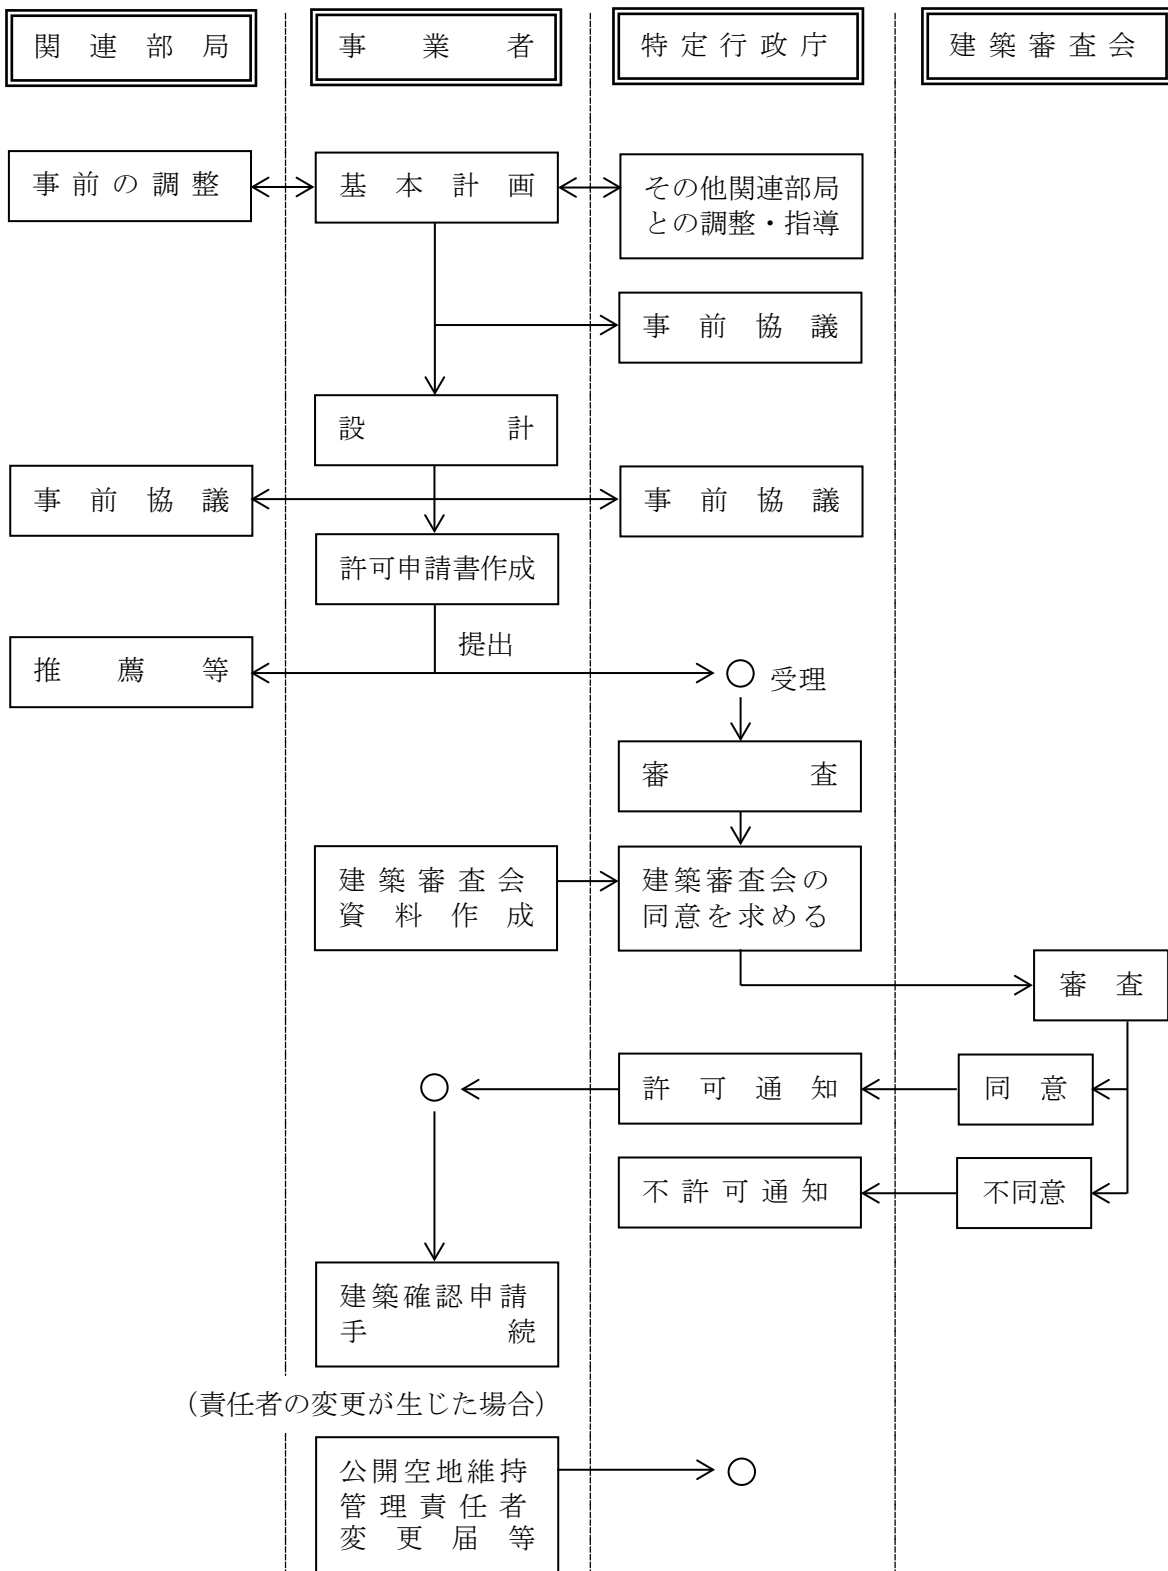 関連部局
事業者
特定行政庁
建築審査会
事前の調整
基本計画
その他関連部局
との調整・指導
事前協議
設計
事前協議
事前協議
許可申請書作成
提出
推薦等
受理
審査
建築審査会
資料作成
建築審査会の
同意を求める
審査
許可通知
同意
不許可通知
不同意
建築確認申請
手続
(責任者の変更が生じた場合)
公開空地維持
管理責任者
変更届等